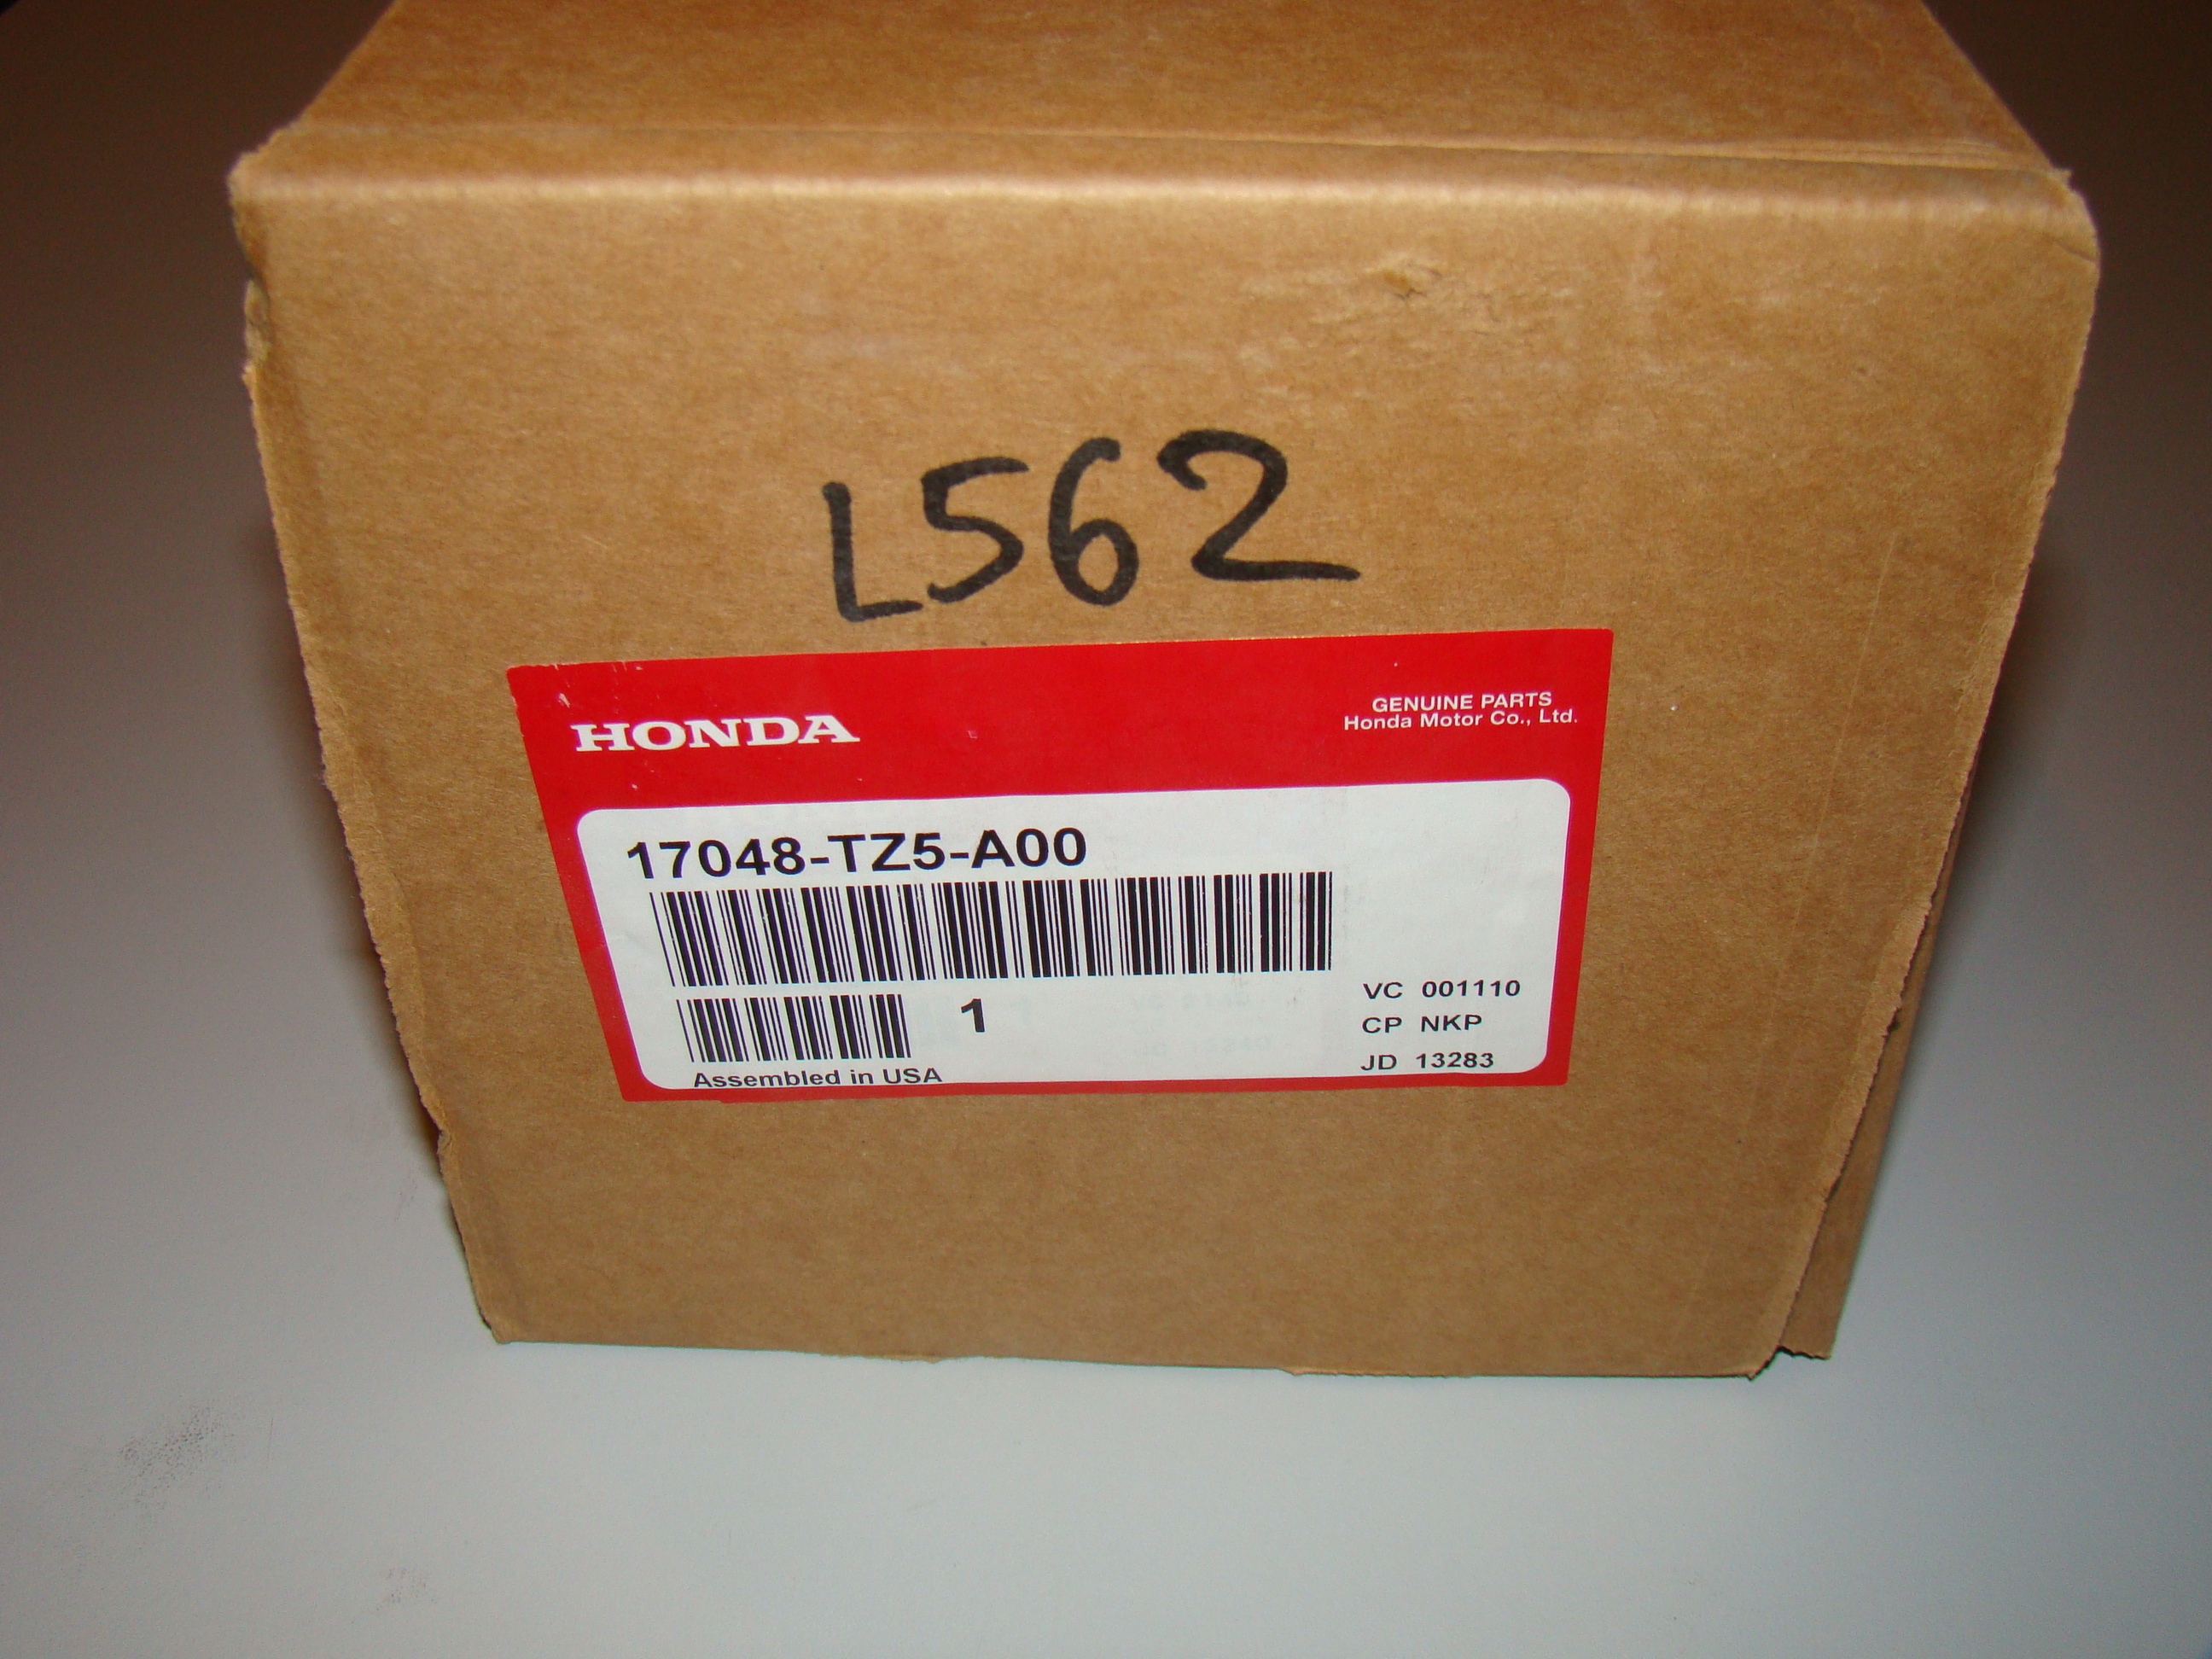 L562
HONDA
GENUINE PARTS
Honda Motor Co., Ltd.
17048-TZ5-A00
1
VC 001110
CP NKP
JD 13283
Assembled in USA